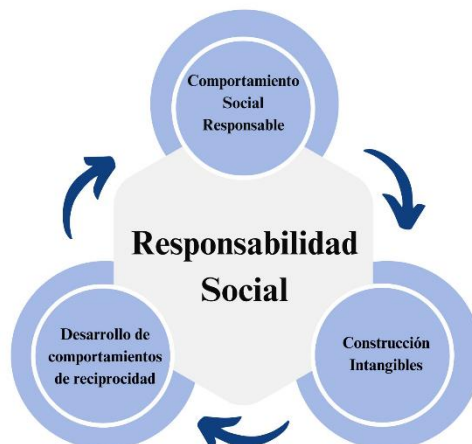 Comportamiento
Social
Responsable
Responsabilidad
Social
Desarrollo de
comportamientos
de reciprocidad
Construcción
Intangibles